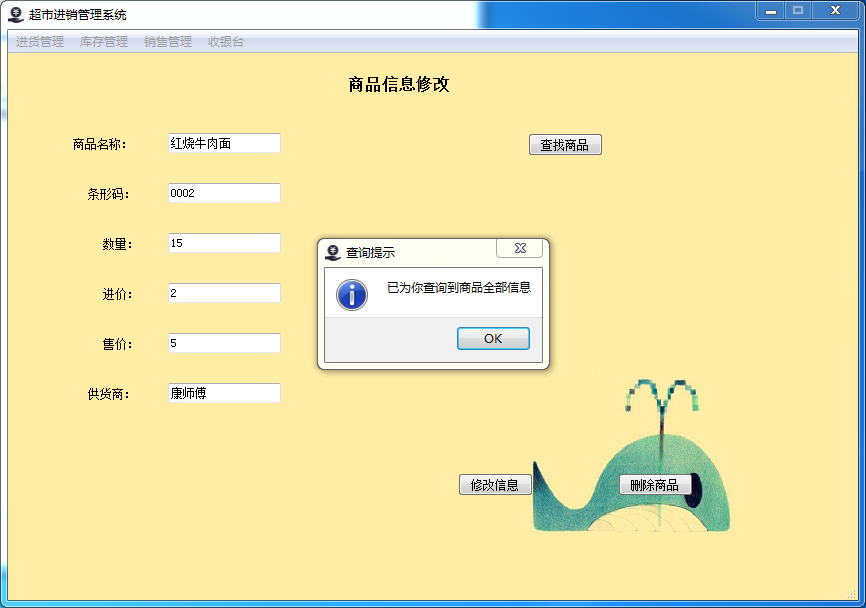 超市进销管理系统
进货管理 库存管理 销售管理 收银台
商品信息修改
商品名称： 红烧牛肉面 查找商品
条形码： 0002
数量： 15
查询提示
已为你查询到商品全部信息
进价： 2
OK
售价： 5
供货商： 康师傅
修改信息 删除商品